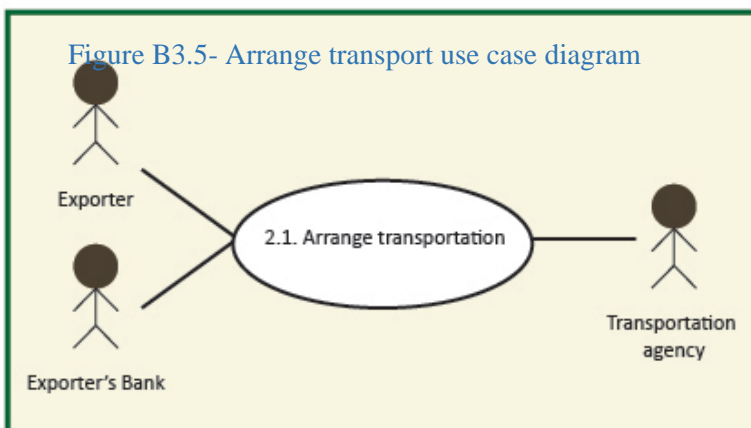 Figure B3.5- Arrange transport use case diagram
Exporter
2.1. Arrange transportation
Exporter's Bank
Transportation
agency